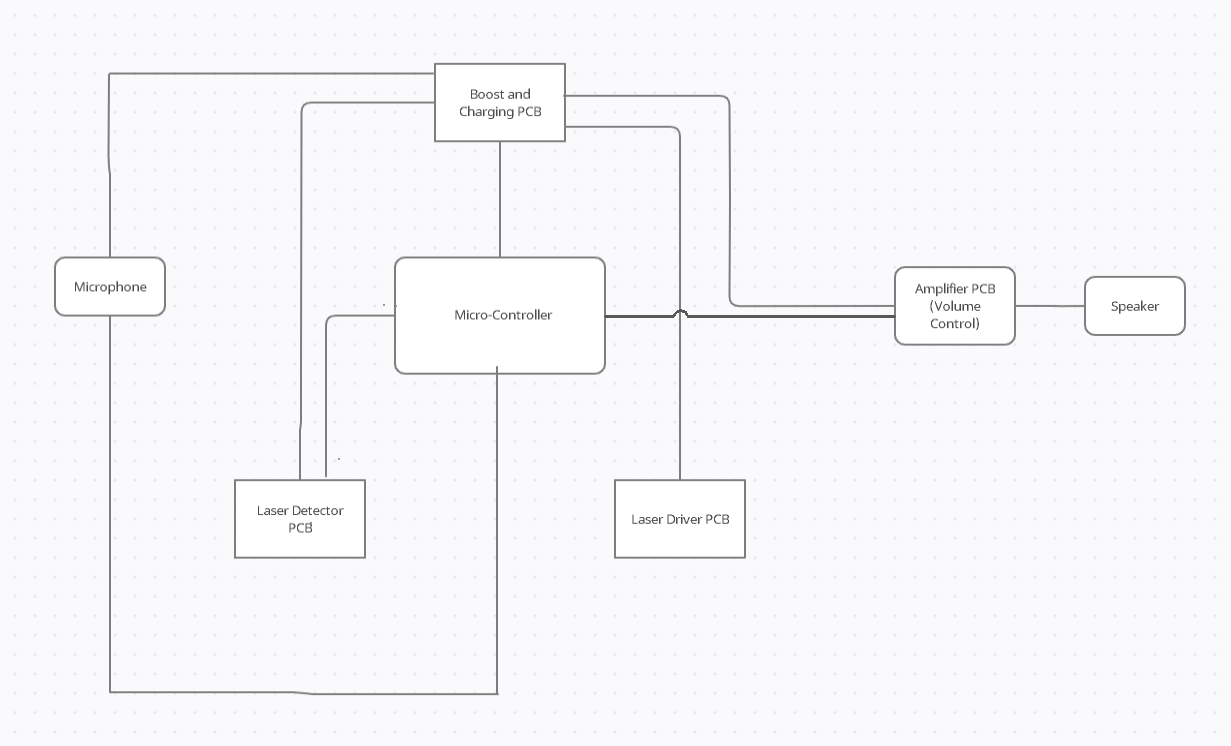 Boost and
Charging PCB
Microphone
Micro-Controller
Amplifier PCB
(Volume
Control)
Speaker
Laser Detector
PCB
Laser Driver PCB